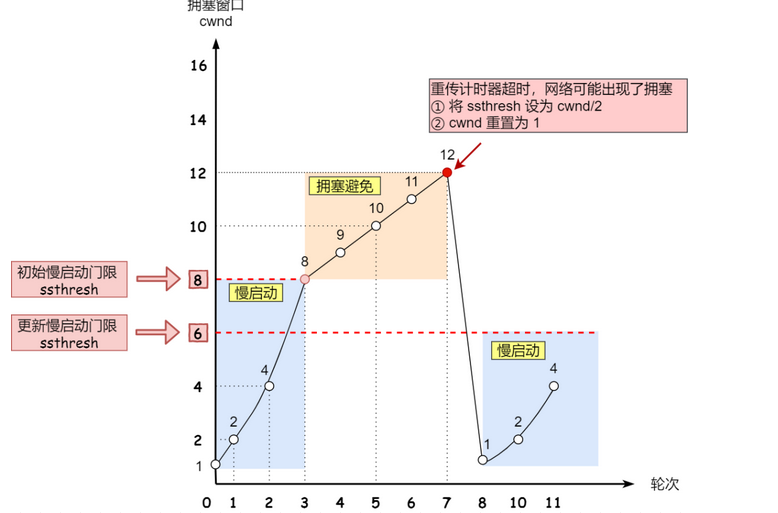 拥塞窗口
cwnd
16
14
12
10
8
6
4
2
1
初始慢启动门限
ssthresh
更新慢启动门限
ssthresh
重传计时器超时，网络可能出现了拥塞
① 将 ssthresh 设为 cwnd/2
② cwnd 重置为 1
拥塞避免
慢启动
慢启动
2
4
8
9
10
11
12
1
2
4
0 1 2 3 4 5 6 7 8 10 11
轮次